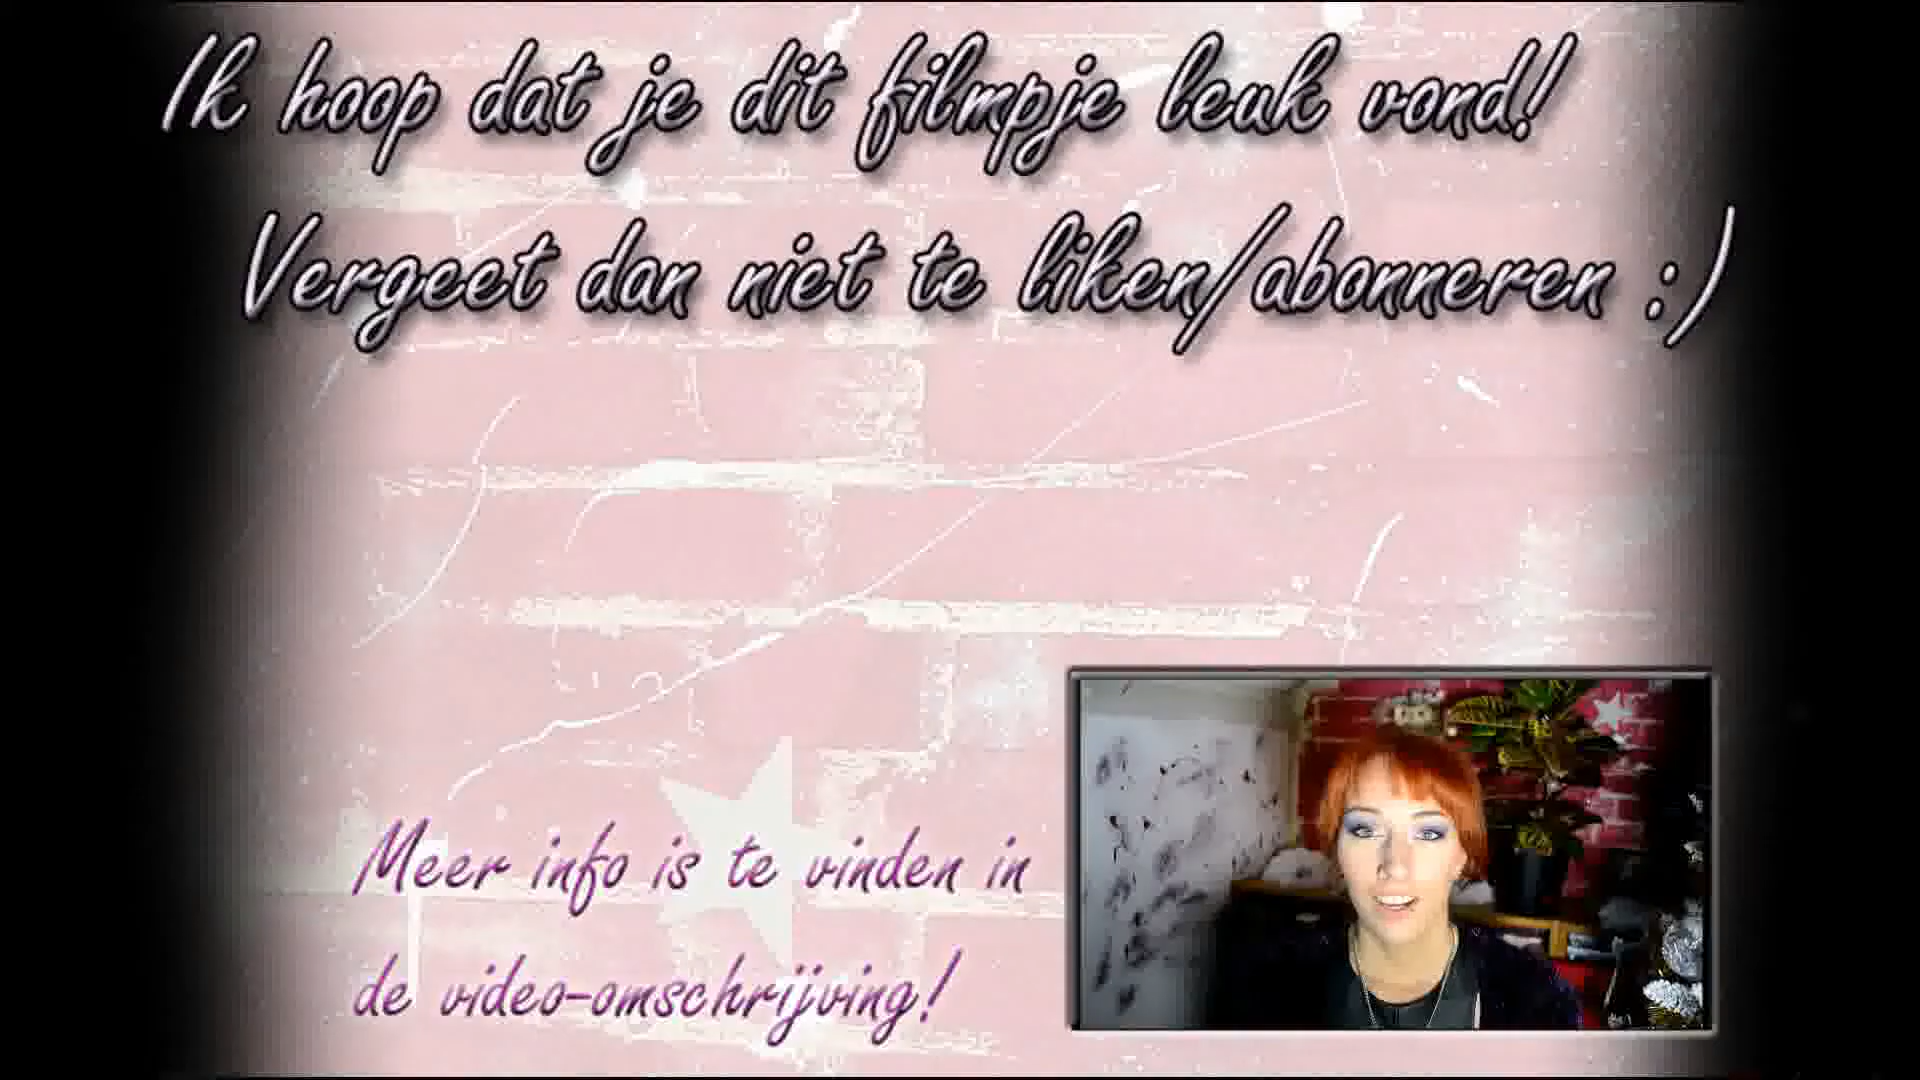 Ik hoop dat je dit filmpje leuk vond!
Vergeet dan niet te liken/abonneren :)
Meer info is te vinden in
de video-omschrijving!